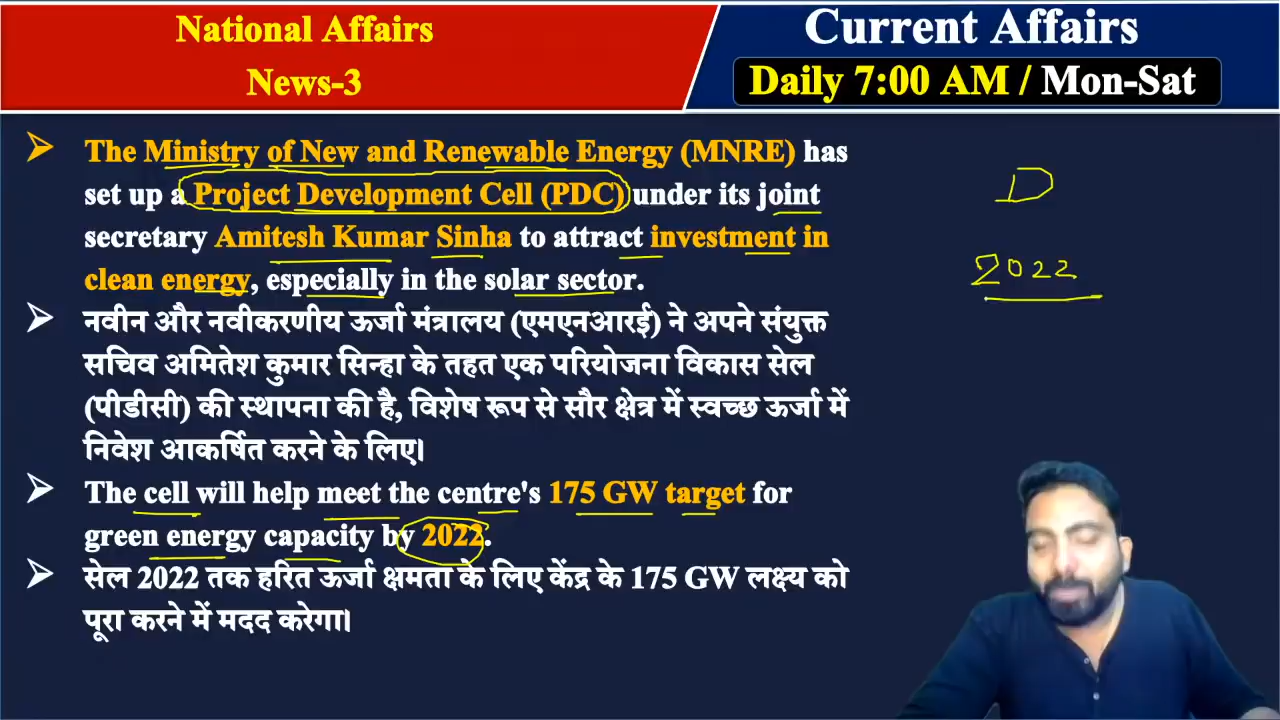 National Affairs
News-3
Current Affairs
Daily 7:00 AM / Mon-Sat
The Ministry of New and Renewable Energy (MNRE) has
set up a Project Development Cell (PDC) under its joint
secretary Amitesh Kumar Sinha to attract investment in
clean energy, especially in the solar sector.
नवीन और नवीकरणीय ऊर्जा मंत्रालय (एमएनआरई) ने अपने संयुक्त
सचिव अमितेश कुमार सिन्हा के तहत एक परियोजना विकास सेल
(पीडीसी) की स्थापना की है, विशेष रूप से सौर क्षेत्र में स्वच्छ ऊर्जा में
निवेश आकर्षित करने के लिए।
The cell will help meet the centre's 175 GW target for
green energy capacity by 2022.
सेल 2022 तक हरित ऊर्जा क्षमता के लिए केंद्र के 175 GW लक्ष्य को
पूरा करने में मदद करेगा।
D
2022